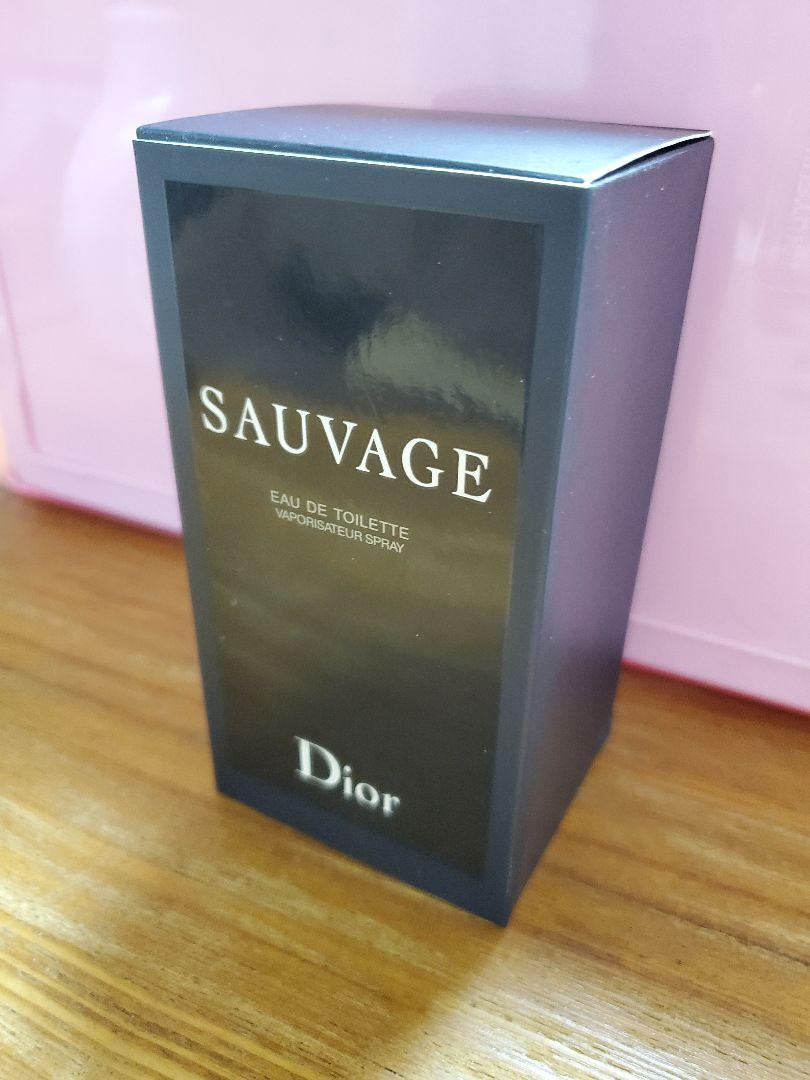 SAUVAGE
EAU DE TOILETTE
VAPORISATEUR SPRAY
Dior